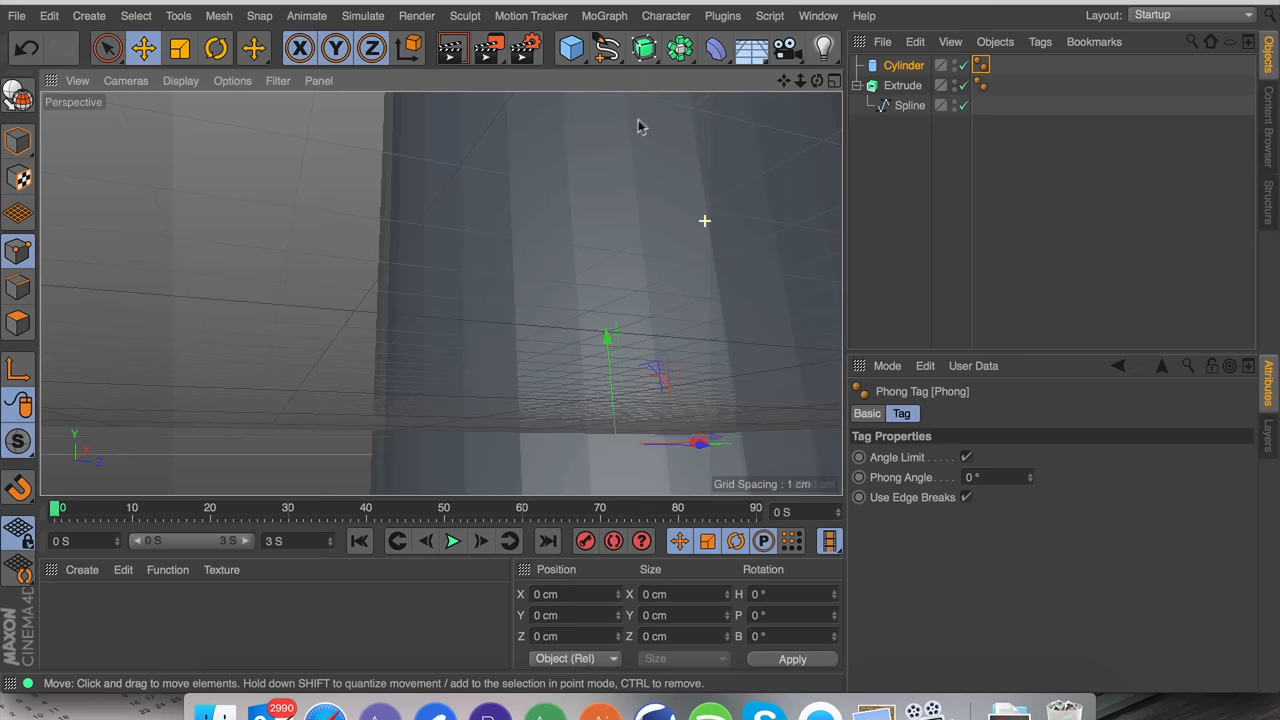 File Edit Create Select Tools Mesh Snap Animate Simulate Render Sculpt Motion Tracker MoGraph Character Plugins Script Window Help Layout: Startup
X Y Z
File Edit View Objects Tags Bookmarks
View Cameras Display Options Filter Panel
Perspective
Cylinder
Extrude
Spline
Objects
Content Browser
Structure
Y
X
Z
Grid Spacing : 1 cm
0 10 20 30 40 50 60 70 80 90 0 S
0 S 0 S 3 S 3 S P
Create Edit Function Texture
Position Size Rotation
X 0 cm X 0 cm H 0 °
Y 0 cm Y 0 cm P 0 °
Z 0 cm Z 0 cm B 0 °
Object (Rel) Size Apply
Mode Edit User Data
Phong Tag [Phong]
Basic Tag
Tag Properties
Angle Limit
Phong Angle 0 °
Use Edge Breaks
Attributes
Layers
S
MAXON
CINEMA 4D
Move: Click and drag to move elements. Hold down SHIFT to quantize movement / add to the selection in point mode, CTRL to remove.
2990